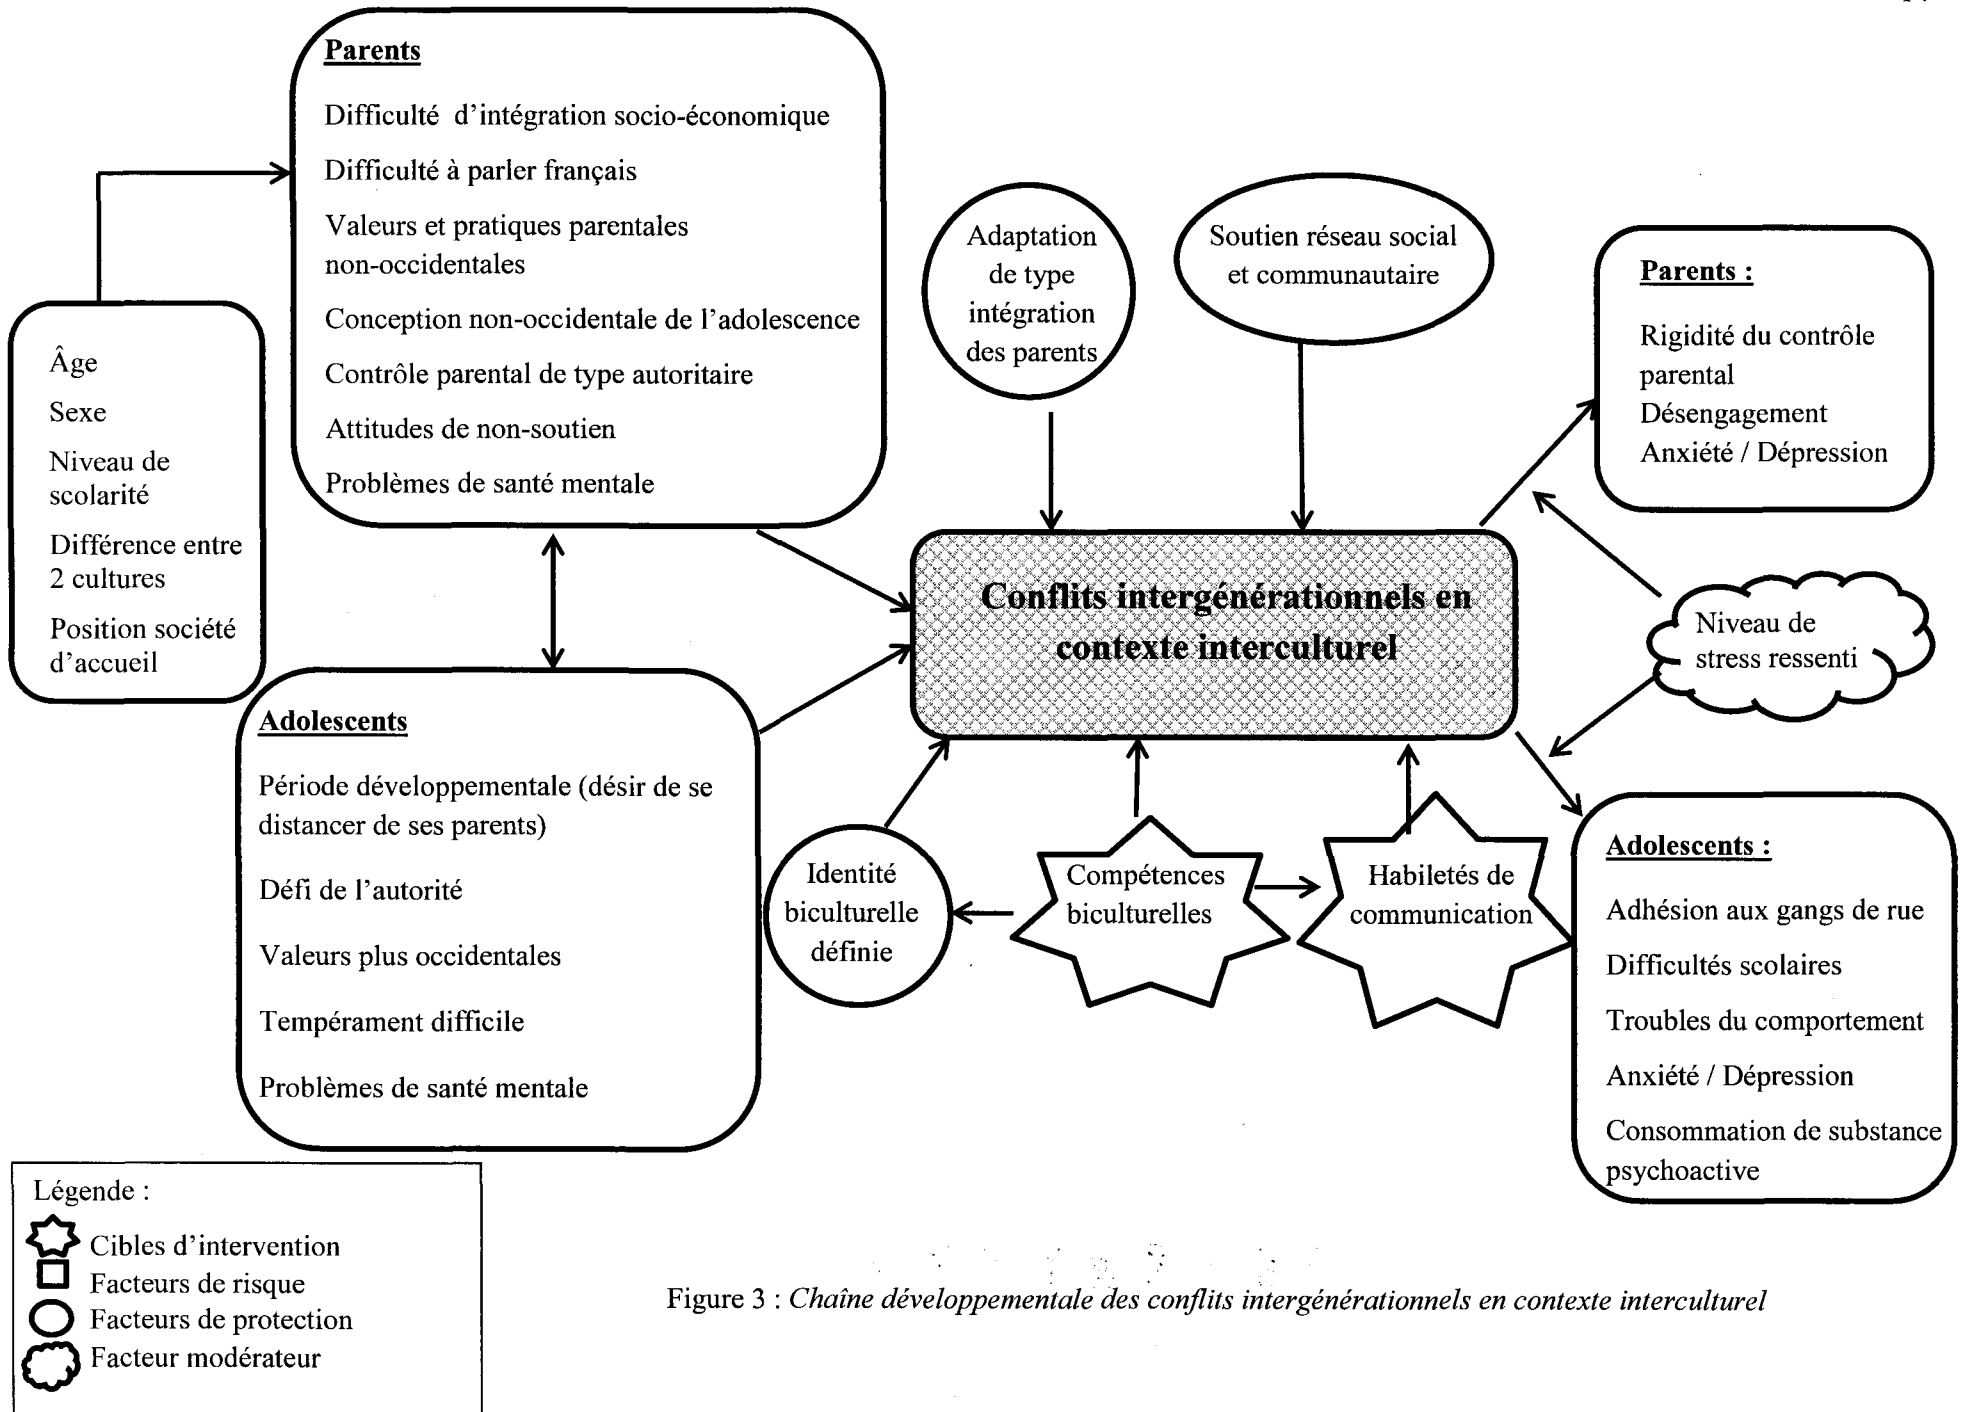 Parents
Difficulté d'intégration socio-économique
Difficulté à parler français
Valeurs et pratiques parentales
non-occidentales
Conception non-occidentale de l'adolescence
Contrôle parental de type autoritaire
Attitudes de non-soutien
Problèmes de santé mentale
Âge
Sexe
Niveau de
scolarité
Différence entre
2 cultures
Position société
d'accueil
Adolescents
Période développementale (désir de se
distancer de ses parents)
Défi de l'autorité
Valeurs plus occidentales
Tempérament difficile
Problèmes de santé mentale
Adaptation
de type
intégration
des parents
Soutien réseau social
et communautaire
Conflits intergénérationnels en
contexte interculturel
Identité
biculturelle
définie
Compétences
biculturelles
Habiletés de
communication
Parents :
Rigidité du contrôle
parental
Désengagement
Anxiété / Dépression
Niveau de
stress ressenti
Adolescents :
Adhésion aux gangs de rue
Difficultés scolaires
Troubles du comportement
Anxiété / Dépression
Consommation de substance
psychoactive
Légende :
Cibles d'intervention
Facteurs de risque
Facteurs de protection
Facteur modérateur
Figure 3 : Chaîne développementale des conflits intergénérationnels en contexte interculturel